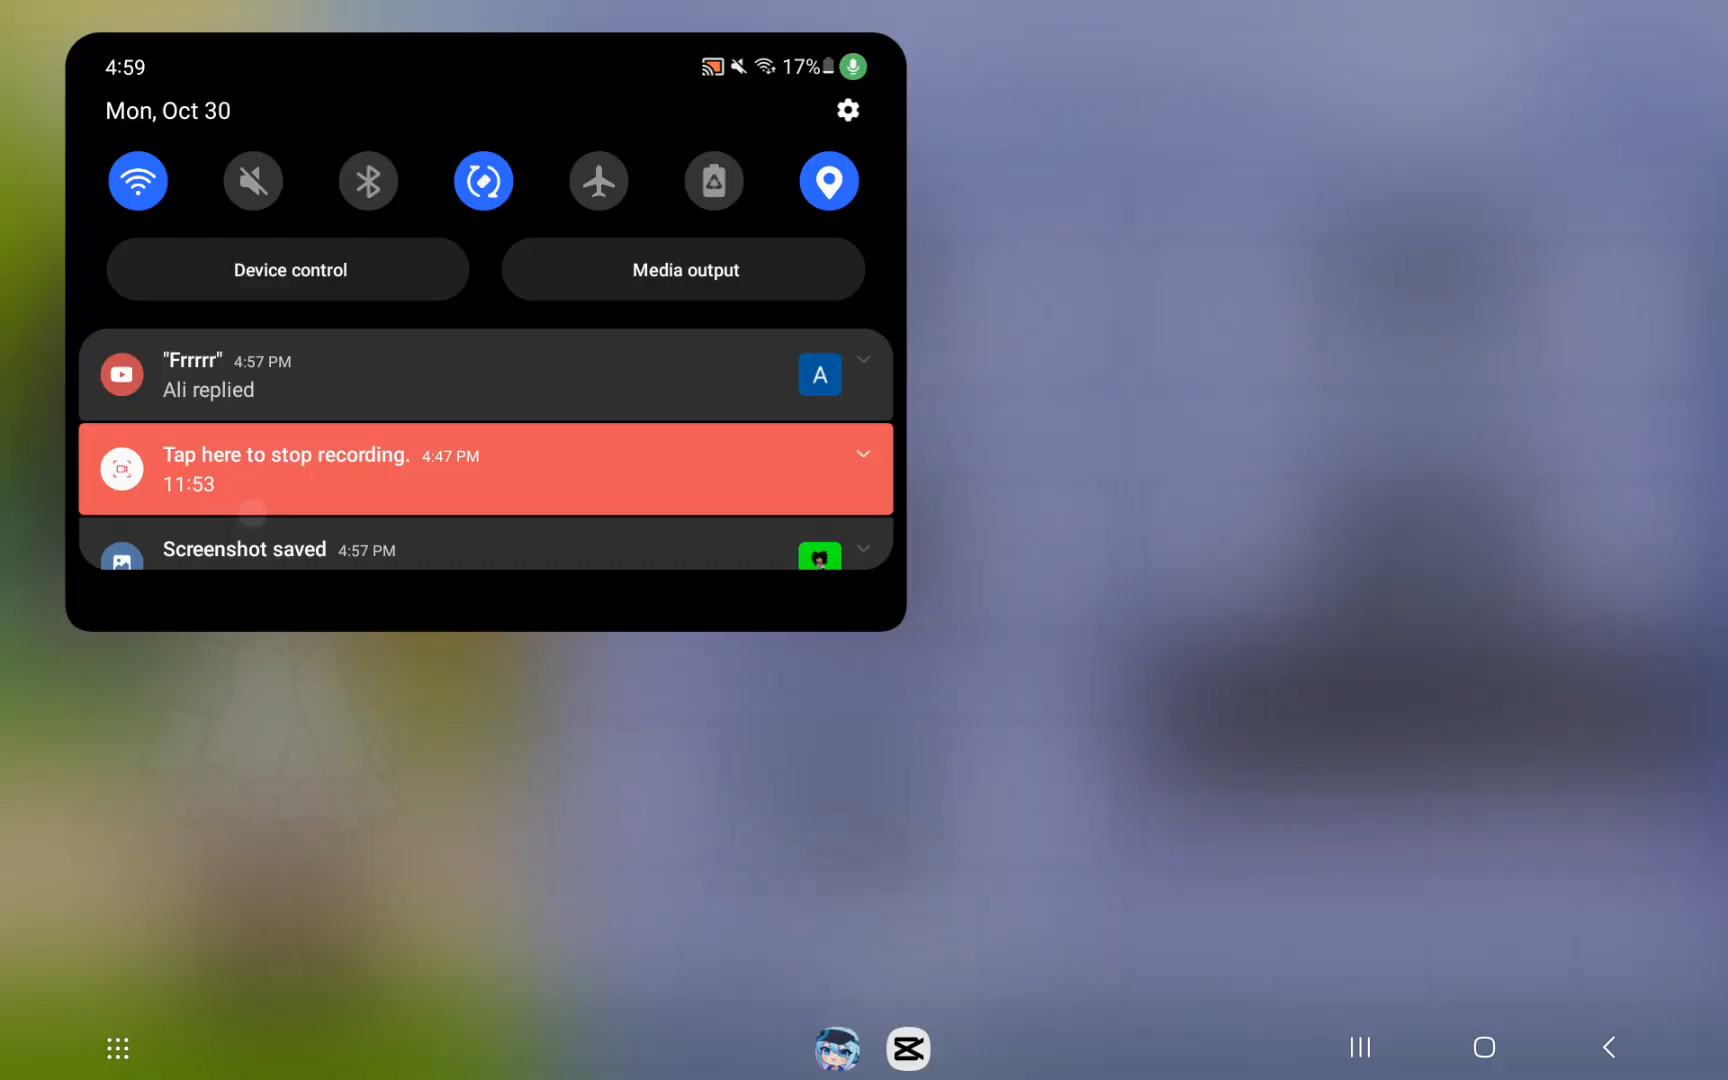 4:59
17%
Mon, Oct 30
Device control
Media output
"Frrrrr" 4:57 PM
Ali replied
A
Tap here to stop recording. 4:47 PM
11:53
Screenshot saved 4:57 PM